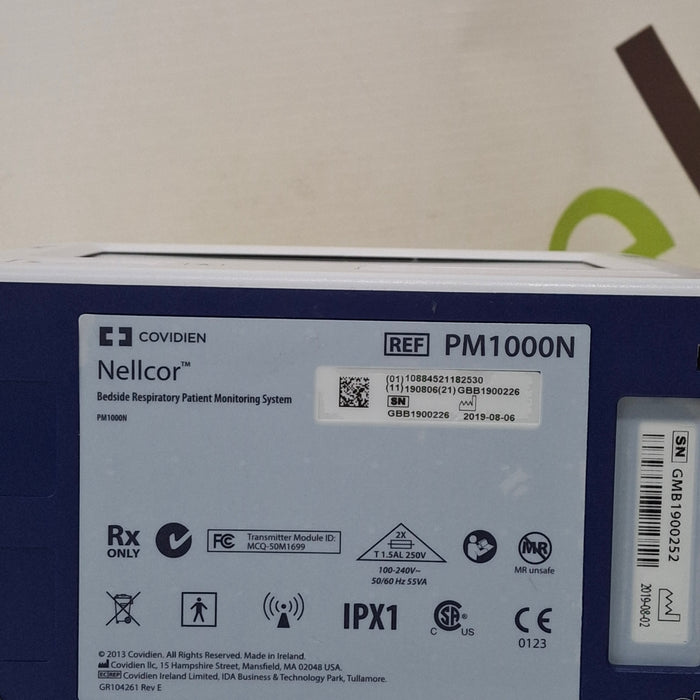 COVIDIEN
REF PM1000N
Nellcor™
Bedside Respiratory Patient Monitoring System
PM1000N
(01)10884521182530
(11)190806(21)GBB1900226
SN
GBB1900226 2019-08-06
Rx
ONLY
FC Transmitter Module ID:
MCQ-50M1699
2X
T 1.5AL 250V
100-240V~
50/60 Hz 55VA
MR
MR unsafe
IPX1
C SA® US
CE
0123
© 2013 Covidien. All Rights Reserved. Made in Ireland.
Covidien llc, 15 Hampshire Street, Mansfield, MA 02048 USA.
EC REP Covidien Ireland Limited, IDA Business & Technology Park, Tullamore.
GR104261 Rev E
SN GMB1900252
2019-08-02